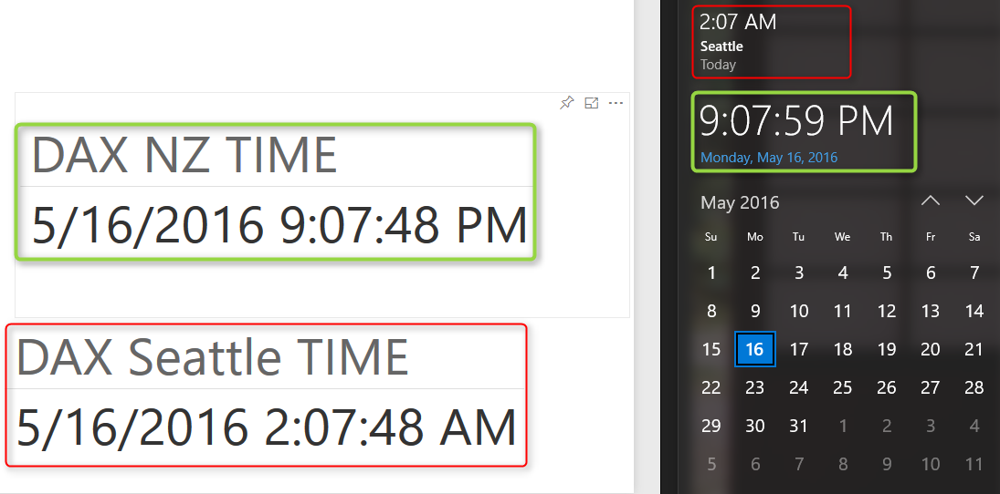 DAX NZ TIME
5/16/2016 9:07:48 PM
DAX Seattle TIME
5/16/2016 2:07:48 AM
2:07 AM
Seattle
Today
9:07:59 PM
Monday, May 16, 2016
May 2016
Su Mo Tu We Th Fr Sa
1 2 3 4 5 6 7
8 9 10 11 12 13 14
15 16 17 18 19 20 21
22 23 24 25 26 27 28
29 30 31 1 2 3 4
5 6 7 8 9 10 11